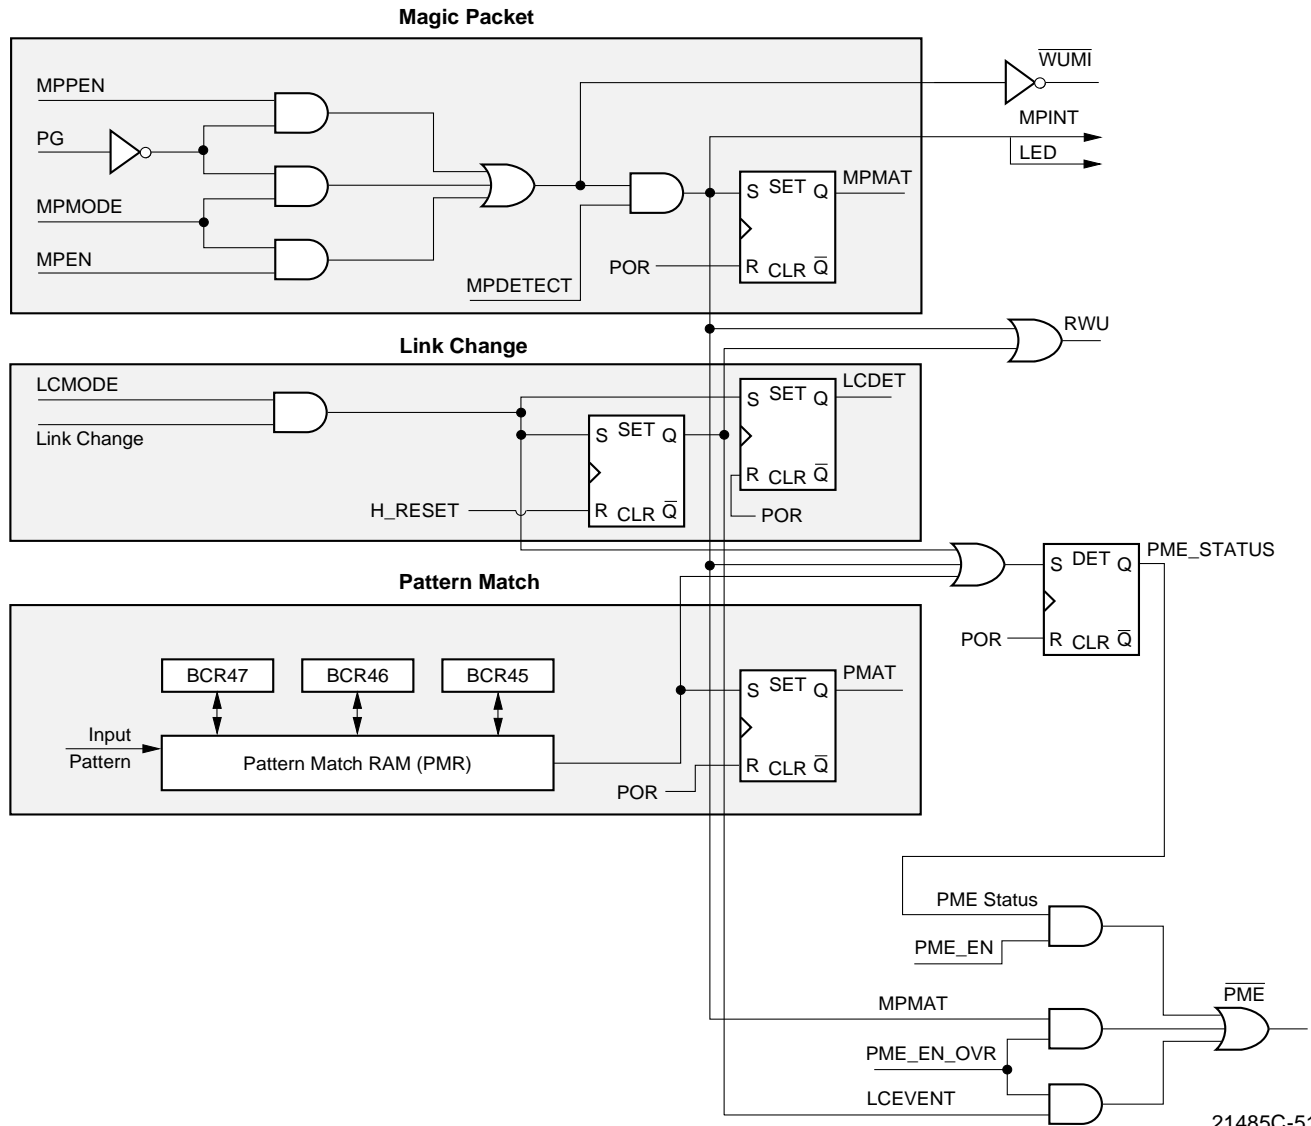 Magic Packet
MPPEN
PG
MPMODE
MPEN
MPDETECT
POR
S SET Q
R CLR Q̅
MPMAT
W̅U̅M̅I̅
MPINT
LED
RWU
Link Change
LCMODE
Link Change
H_RESET
S SET Q
R CLR Q̅
S SET Q
R CLR Q̅
LCDET
POR
Pattern Match
BCR47
BCR46
BCR45
Input
Pattern
Pattern Match RAM (PMR)
POR
S SET Q
R CLR Q̅
PMAT
S DET Q
R CLR Q̅
PME_STATUS
POR
PME Status
PME_EN
MPMAT
PME_EN_OVR
LCEVENT
P̅M̅E̅